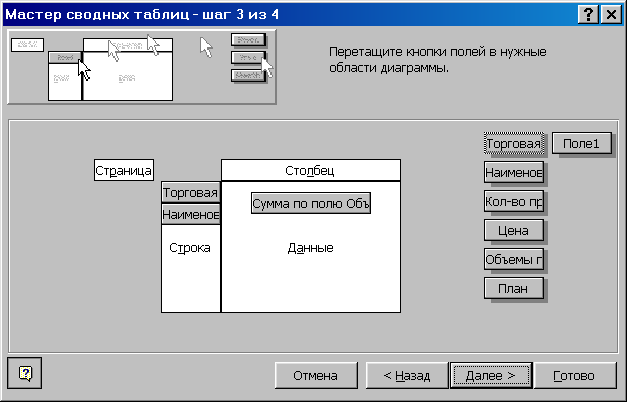 Мастер сводных таблиц - шаг 3 из 4
Перетащите кнопки полей в нужные
области диаграммы.
Страница
Столбец
Торговая
Наименов
Строка
Сумма по полю Объ
Данные
Торговая
Поле1
Наименов
Кол-во пр
Цена
Объемы г
План
Отмена
< Назад
Далее >
Готово